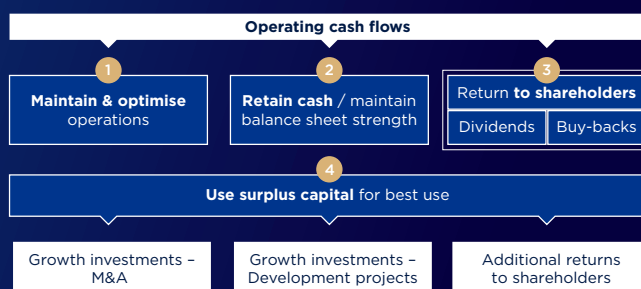 Operating cash flows
1
Maintain & optimise
operations
2
Retain cash / maintain
balance sheet strength
3
Return to shareholders
Dividends
Buy-backs
4
Use surplus capital for best use
Growth investments –
M&A
Growth investments –
Development projects
Additional returns
to shareholders